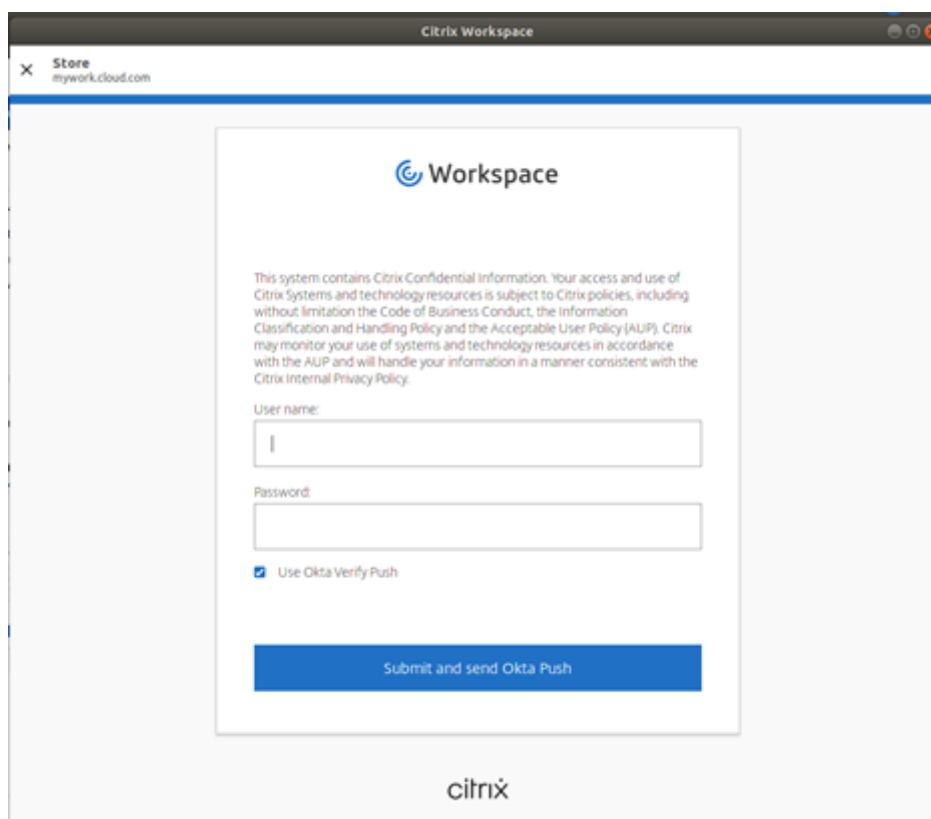 Citrix Workspace
Store
mywork.cloud.com
Workspace
This system contains Citrix Confidential Information. Your access and use of
Citrix Systems and technology resources is subject to Citrix policies, including
without limitation the Code of Business Conduct, the Information
Classification and Handling Policy and the Acceptable User Policy (AUP). Citrix
may monitor your use of systems and technology resources in accordance
with the AUP and will handle your information in a manner consistent with the
Citrix Internal Privacy Policy.
User name:
Password:
Use Okta Verify Push
Submit and send Okta Push
citrix